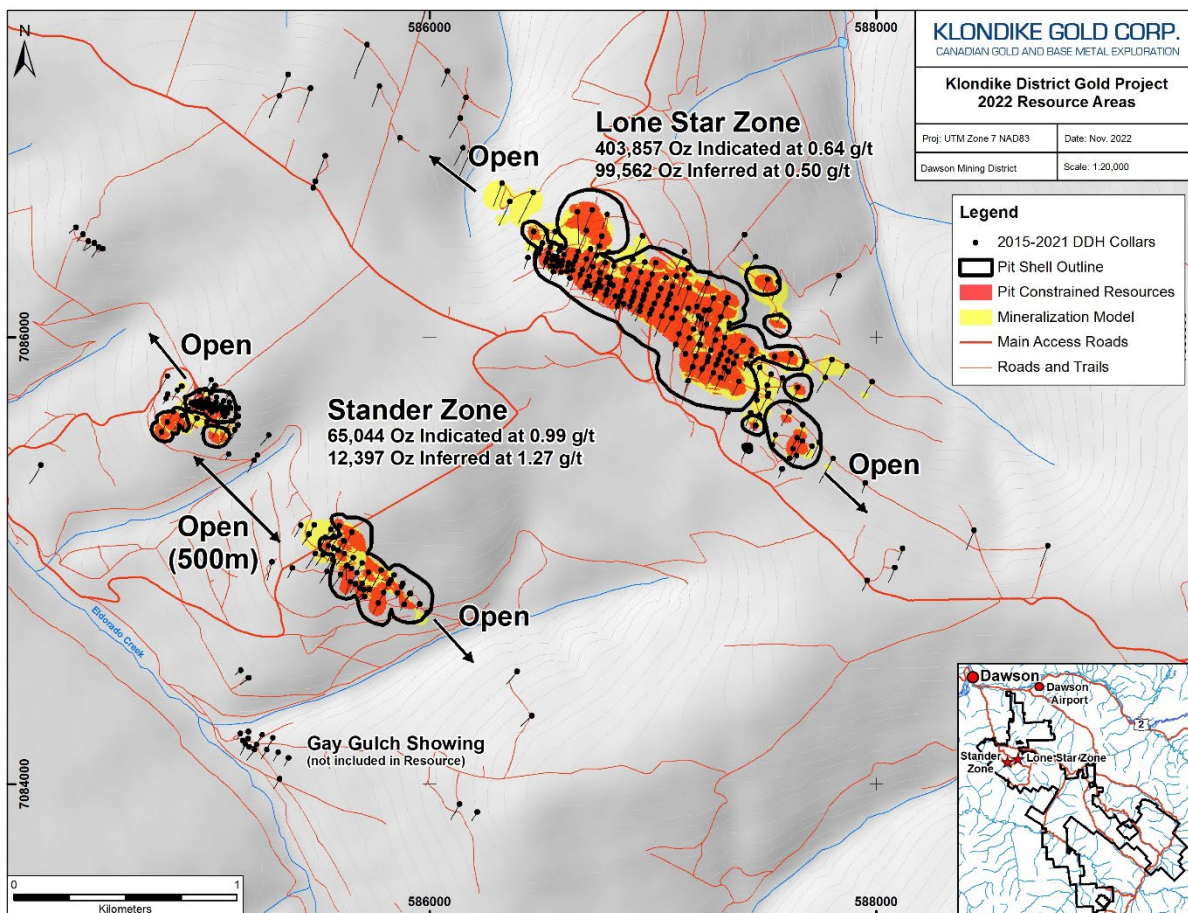 N
586000
588000
KLONDIKE GOLD CORP.
CANADIAN GOLD AND BASE METAL EXPLORATION
Klondike District Gold Project
2022 Resource Areas
Proj: UTM Zone 7 NAD83
Date: Nov. 2022
Dawson Mining District
Scale: 1:20,000
Legend
2015-2021 DDH Collars
Pit Shell Outline
Pit Constrained Resources
Mineralization Model
Main Access Roads
Roads and Trails
Lone Star Zone
403,857 Oz Indicated at 0.64 g/t
99,562 Oz Inferred at 0.50 g/t
Open
7086000
Open
Stander Zone
65,044 Oz Indicated at 0.99 g/t
12,397 Oz Inferred at 1.27 g/t
Open
Open
(500m)
Open
Eldorado Creek
Gay Gulch Showing
(not included in Resource)
7084000
Dawson
Dawson
Airport
2
Stander
Zone
Lone Star Zone
0
1
Kilometers
586000
588000